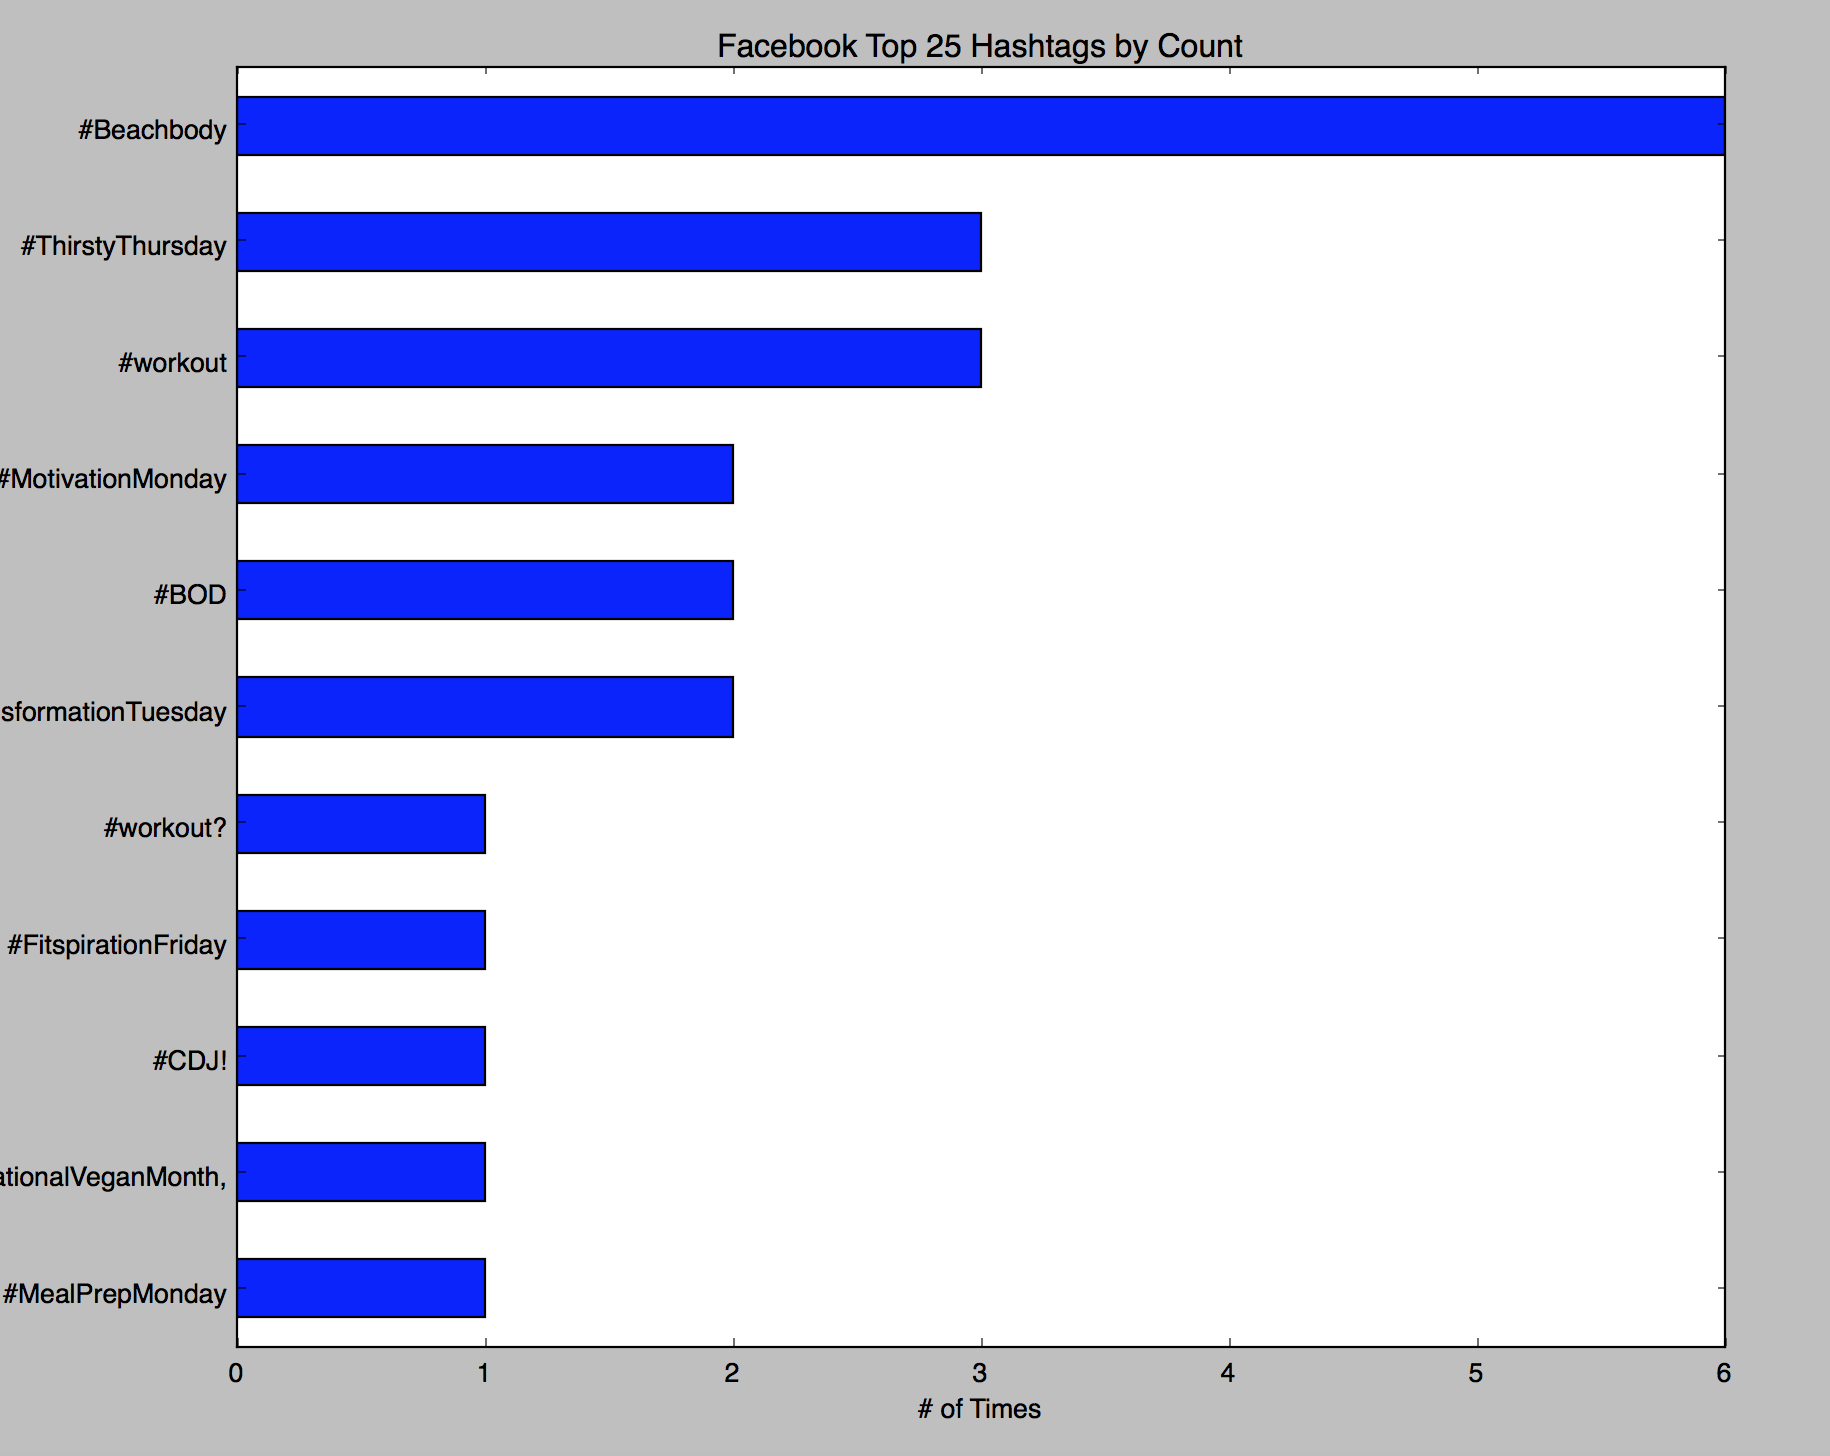 Facebook Top 25 Hashtags by Count
#Beachbody
#ThirstyThursday
#workout
#MotivationMonday
#BOD
sformationTuesday
#workout?
#FitspirationFriday
#CDJ!
ationalVeganMonth,
#MealPrepMonday
0 1 2 3 4 5 6
# of Times